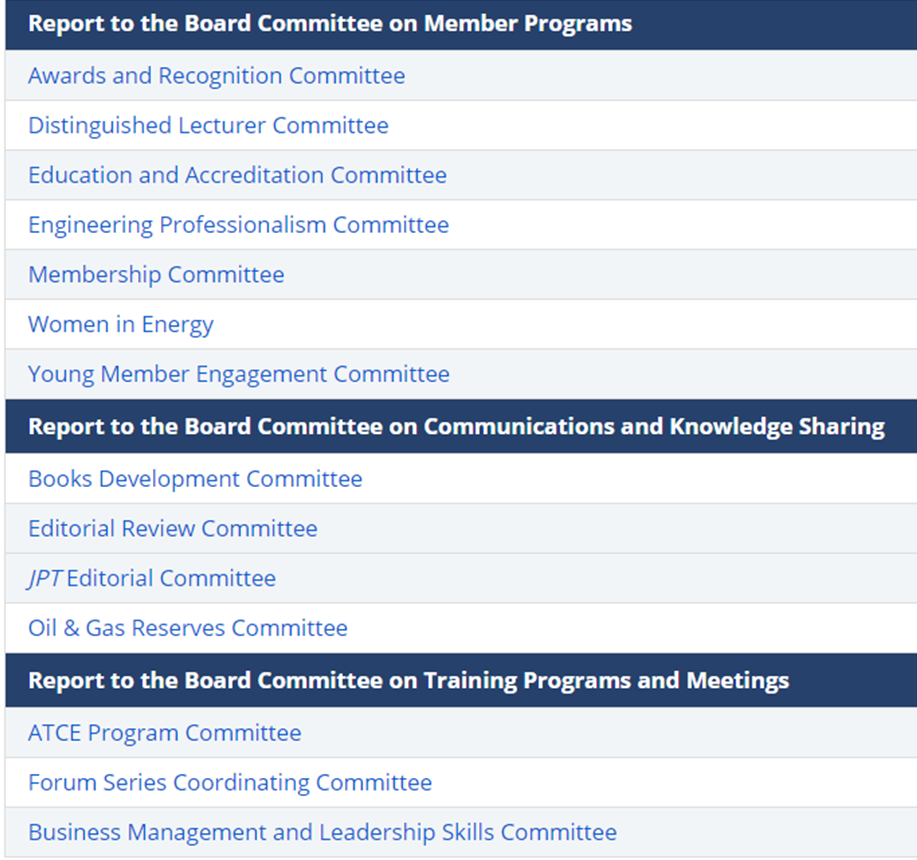 Report to the Board Committee on Member Programs
Awards and Recognition Committee
Distinguished Lecturer Committee
Education and Accreditation Committee
Engineering Professionalism Committee
Membership Committee
Women in Energy
Young Member Engagement Committee
Report to the Board Committee on Communications and Knowledge Sharing
Books Development Committee
Editorial Review Committee
JPT Editorial Committee
Oil & Gas Reserves Committee
Report to the Board Committee on Training Programs and Meetings
ATCE Program Committee
Forum Series Coordinating Committee
Business Management and Leadership Skills Committee